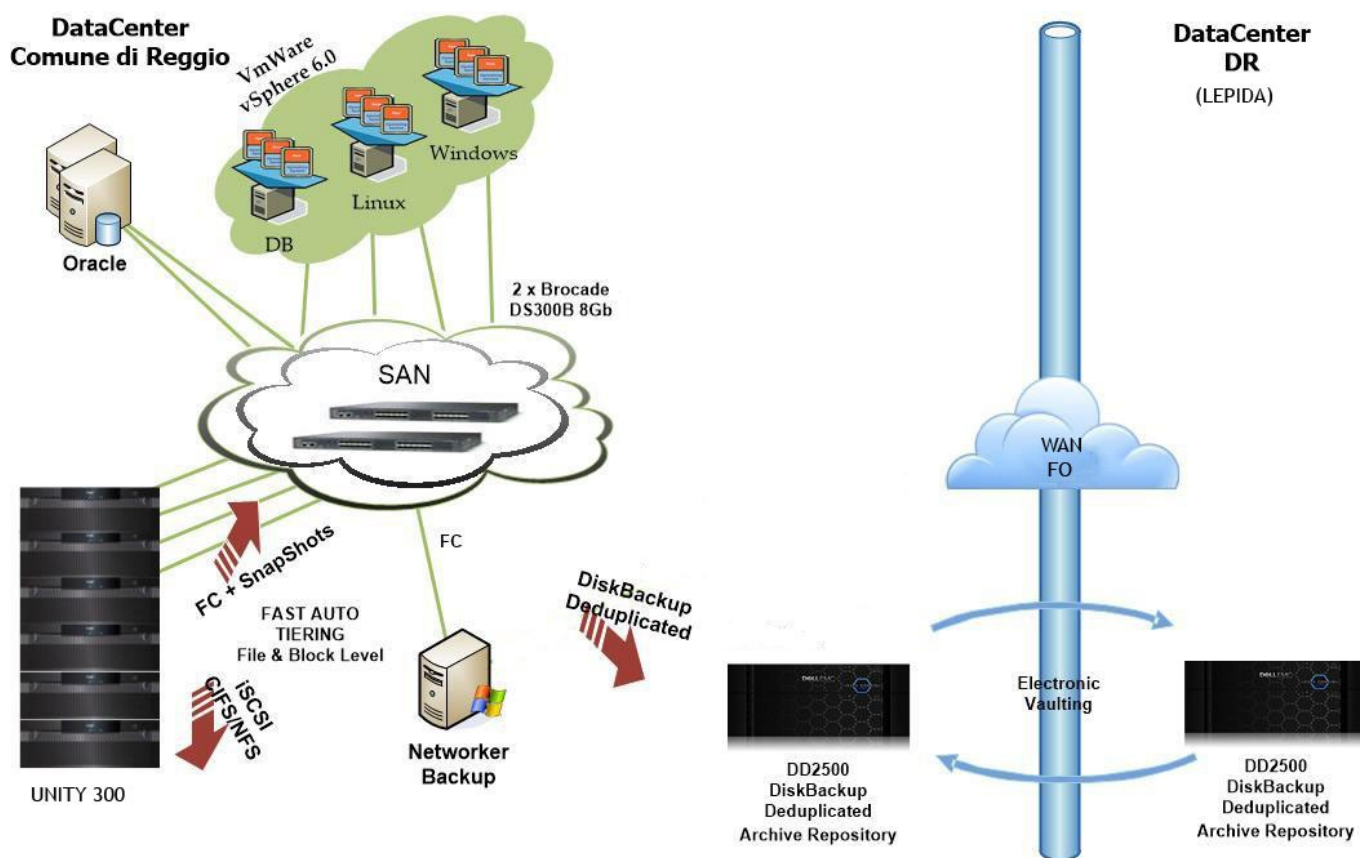 DataCenter
Comune di Reggio
VmWare
vSphere 6.0
Windows
Linux
DB
Oracle
2 x Brocade
DS300B 8Gb
SAN
FC + SnapShots
FC
FAST AUTO
TIERING
File & Block Level
iSCSI
CIFS/NFS
UNITY 300
Networker
Backup
DiskBackup
Deduplicated
DataCenter
DR
(LEPIDA)
WAN
FO
Electronic
Vaulting
DELLEMC
DD2500
DiskBackup
Deduplicated
Archive Repository
DELLEMC
DD2500
DiskBackup
Deduplicated
Archive Repository